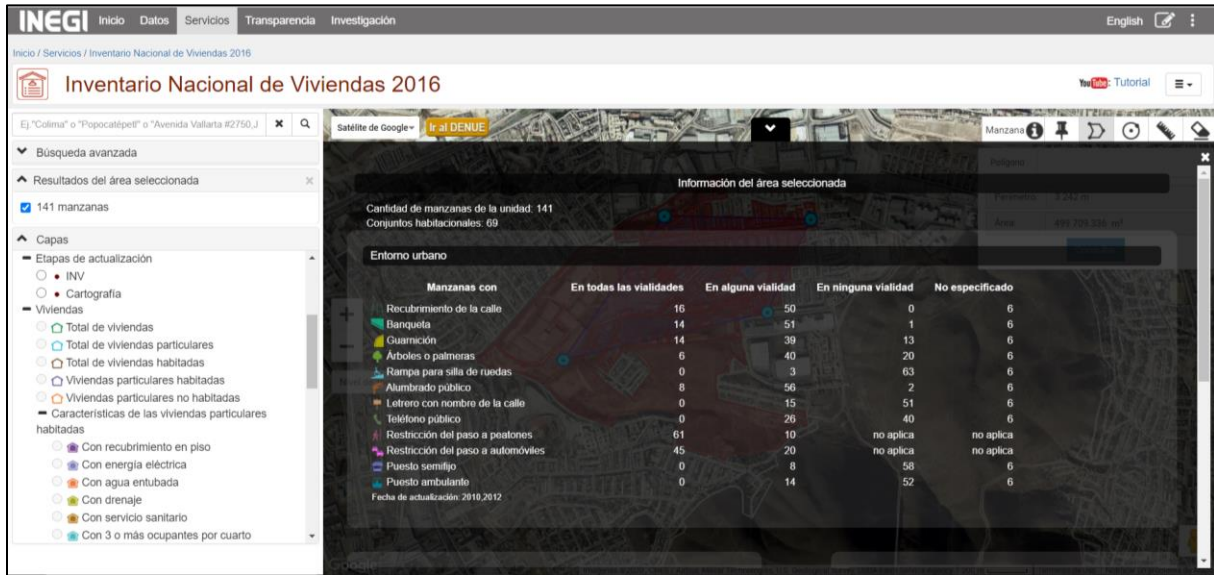 INEGI Inicio Datos Servicios Transparencia Investigación English
Inicio / Servicios / Inventario Nacional de Viviendas 2016
Inventario Nacional de Viviendas 2016 YouTube: Tutorial
Ej."Colima" o "Popocatépetl" o "Avenida Vallarta #2750,J
Satélite de Google Ir al DENUE Manzana
Búsqueda avanzada
Resultados del área seleccionada
141 manzanas
Capas
Etapas de actualización
INV
Cartografía
Viviendas
Total de viviendas
Total de viviendas particulares
Total de viviendas habitadas
Viviendas particulares habitadas
Viviendas particulares no habitadas
Características de las viviendas particulares
habitadas
Con recubrimiento en piso
Con energía eléctrica
Con agua entubada
Con drenaje
Con servicio sanitario
Con 3 o más ocupantes por cuarto
Polígono
Perímetro 3.242 m
Área
Información del área seleccionada
Cantidad de manzanas de la unidad: 141
Conjuntos habitacionales: 69
Entorno urbano
Manzanas con En todas las vialidades En alguna vialidad En ninguna vialidad No especificado
Recubrimiento de la calle 16 50 0 6
Banqueta 14 51 1 6
Guarnición 14 39 13 6
Árboles o palmeras 6 40 20 6
Rampa para silla de ruedas 0 3 63 6
Alumbrado público 8 56 2 6
Letrero con nombre de la calle 0 15 51 6
Teléfono público 0 26 40 6
Restricción del paso a peatones 61 10 no aplica no aplica
Restricción del paso a automóviles 45 20 no aplica no aplica
Puesto semifijo 0 8 58 6
Puesto ambulante 0 14 52 6
Fecha de actualización: 2010,2012
Google